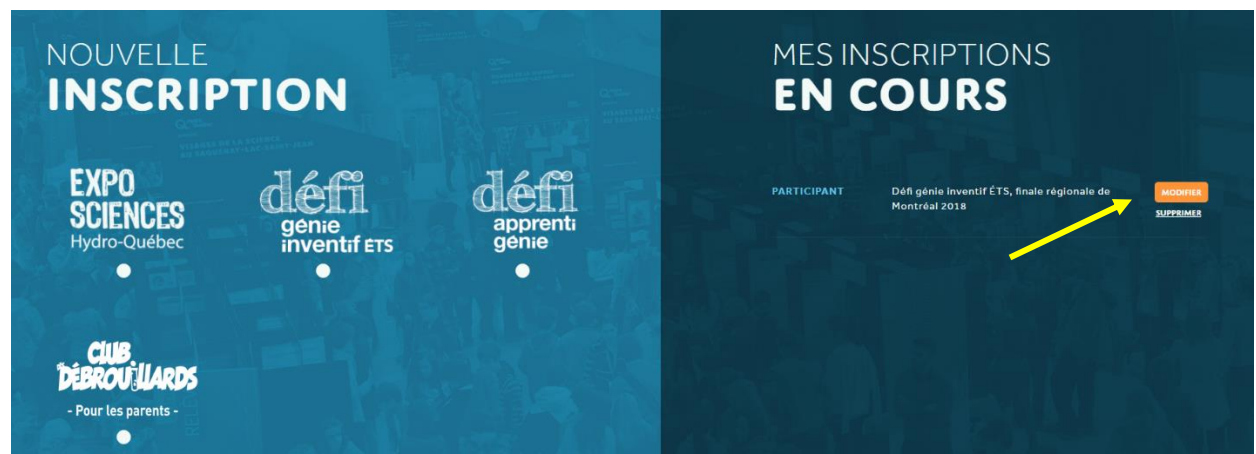 NOUVELLE
INSCRIPTION
EXPO
SCIENCES
Hydro-Québec
défi
génie
inventif ÉTS
défi
apprenti
génie
CLUB
DES DÉBROUILLARDS
- Pour les parents -
MES INSCRIPTIONS
EN COURS
PARTICIPANT
Défi génie inventif ÉTS, finale régionale de
Montréal 2018
MODIFIER
SUPPRIMER